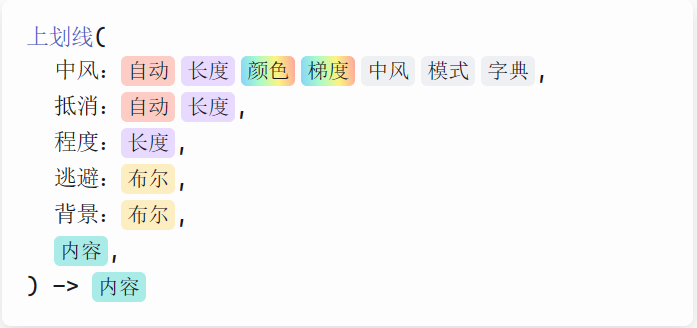 上划线(
中风：自动 长度 颜色 梯度 中风 模式 字典,
抵消：自动 长度,
程度：长度,
逃避：布尔,
背景：布尔,
内容,
) -> 内容